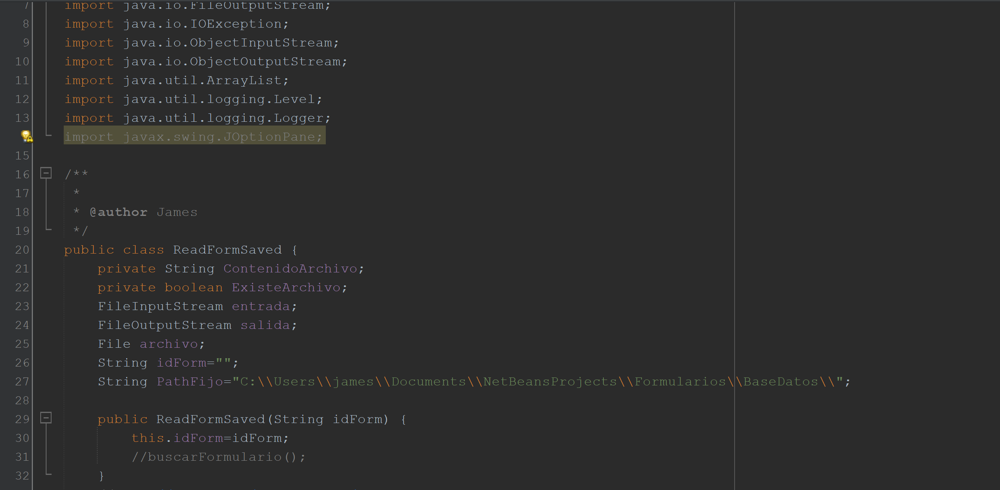 7 import java.io.FileOutputStream;
8 import java.io.IOException;
9 import java.io.ObjectInputStream;
10 import java.io.ObjectOutputStream;
11 import java.util.ArrayList;
12 import java.util.logging.Level;
13 import java.util.logging.Logger;
import javax.swing.JOptionPane;
15
16 /**
17  *
18  * @author James
19  */
20 public class ReadFormSaved {
21     private String ContenidoArchivo;
22     private boolean ExisteArchivo;
23     FileInputStream entrada;
24     FileOutputStream salida;
25     File archivo;
26     String idForm="";
27     String PathFijo="C:\\Users\\james\\Documents\\NetBeansProjects\\Formularios\\BaseDatos\\";
28
29     public ReadFormSaved(String idForm) {
30         this.idForm=idForm;
31         //buscarFormulario();
32     }